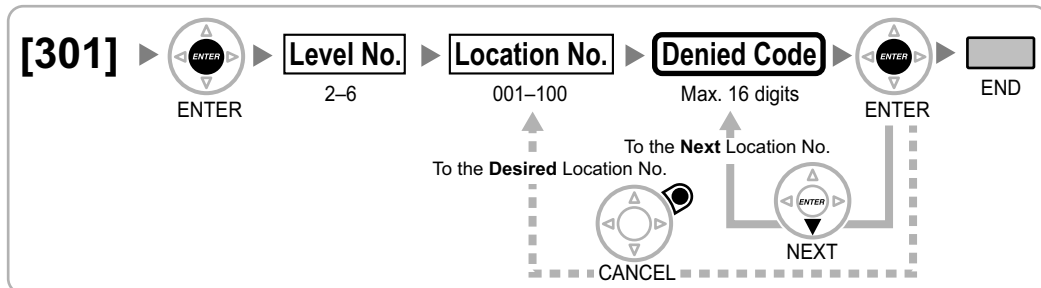 [301]
ENTER
ENTER
Level No.
2–6
Location No.
001–100
Denied Code
Max. 16 digits
ENTER
ENTER
END
To the Next Location No.
To the Desired Location No.
ENTER
NEXT
CANCEL